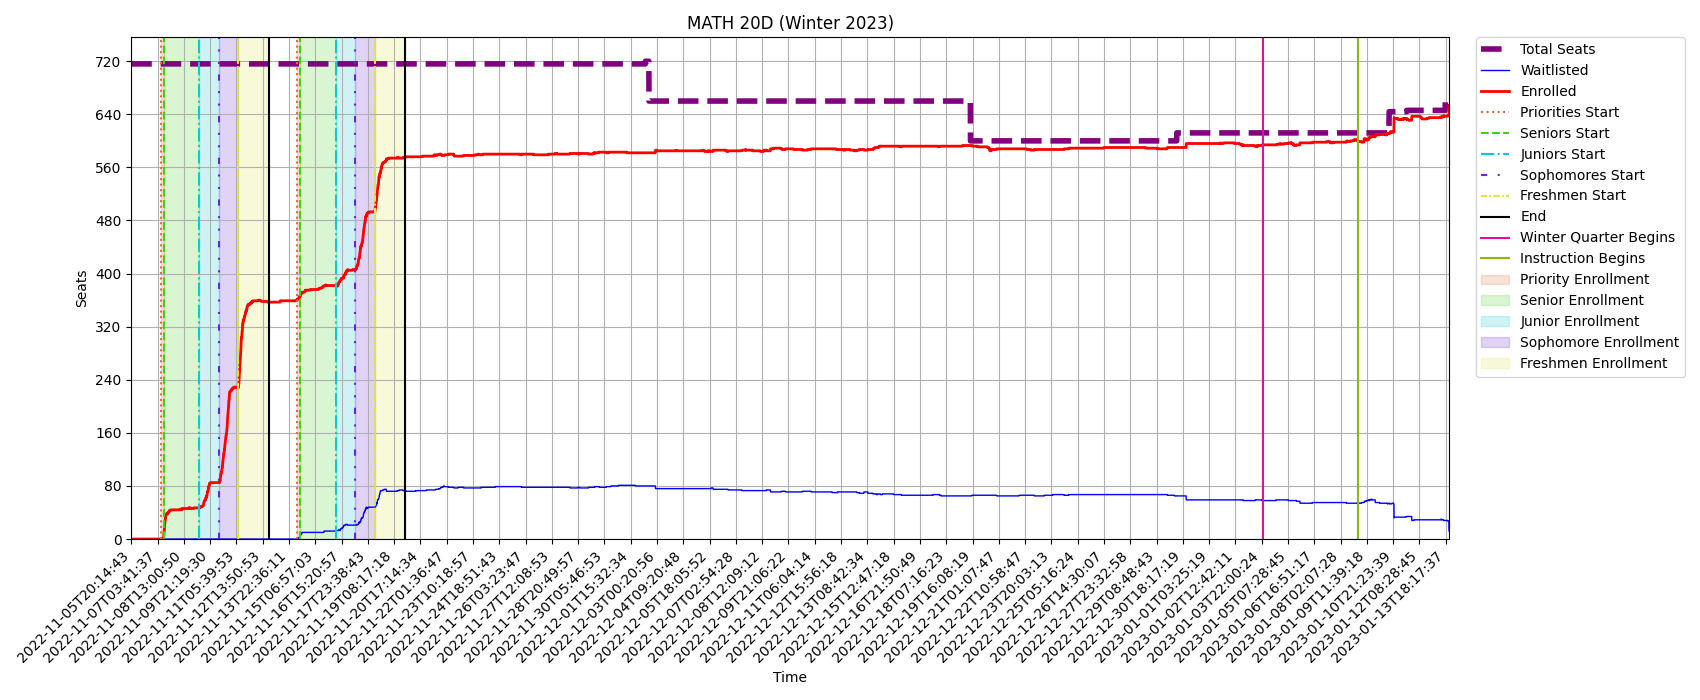 MATH 20D (Winter 2023)
Seats
720
640
560
480
400
320
240
160
80
0
2022-11-05T20:14:43
2022-11-07T03:41:37
2022-11-08T13:00:50
2022-11-09T21:19:30
2022-11-11T05:39:53
2022-11-12T13:50:53
2022-11-13T22:36:11
2022-11-15T06:57:03
2022-11-16T15:20:57
2022-11-17T23:38:43
2022-11-19T08:17:18
2022-11-20T17:14:34
2022-11-22T01:36:47
2022-11-23T10:18:57
2022-11-24T18:51:43
2022-11-26T03:23:47
2022-11-27T12:08:53
2022-11-28T20:49:57
2022-11-30T05:46:53
2022-12-01T15:32:34
2022-12-03T00:20:56
2022-12-04T09:20:48
2022-12-05T18:05:52
2022-12-07T02:54:28
2022-12-08T12:09:12
2022-12-09T21:06:22
2022-12-11T06:04:14
2022-12-12T15:56:18
2022-12-13T22:42:34
2022-12-15T12:47:18
2022-12-16T21:50:49
2022-12-18T07:16:23
2022-12-19T16:08:19
2022-12-21T01:07:47
2022-12-22T10:58:47
2022-12-23T20:03:13
2022-12-25T05:16:24
2022-12-26T14:30:07
2022-12-27T23:32:58
2022-12-29T08:48:43
2022-12-30T18:17:19
2023-01-01T03:25:19
2023-01-02T12:42:11
2023-01-03T22:00:24
2023-01-05T07:28:45
2023-01-06T16:51:17
2023-01-08T02:07:28
2023-01-09T11:39:18
2023-01-10T21:23:39
2023-01-12T08:28:45
2023-01-13T18:17:37
Time
Total Seats
Waitlisted
Enrolled
Priorities Start
Seniors Start
Juniors Start
Sophomores Start
Freshmen Start
End
Winter Quarter Begins
Instruction Begins
Priority Enrollment
Senior Enrollment
Junior Enrollment
Sophomore Enrollment
Freshmen Enrollment